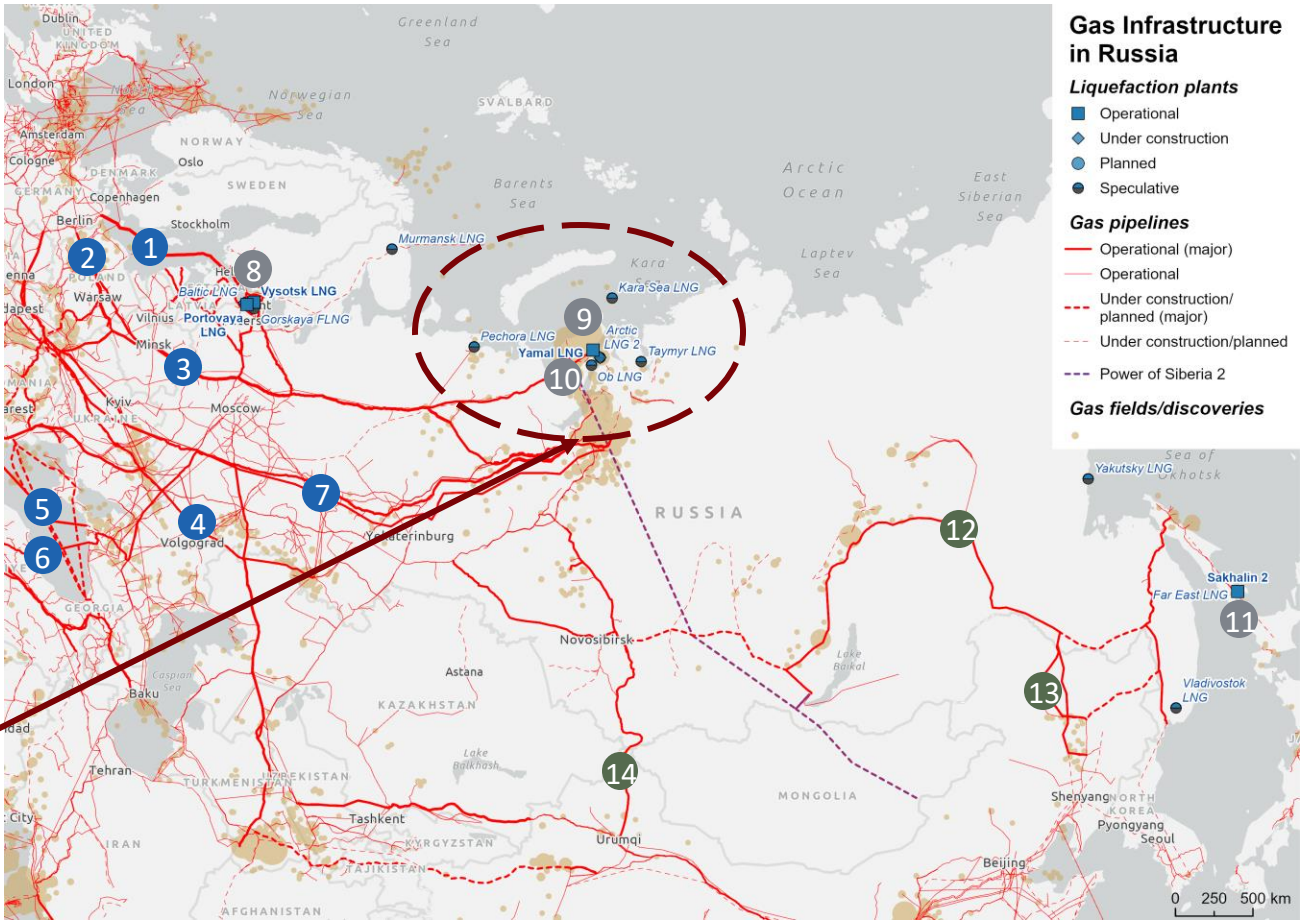 Gas Infrastructure
in Russia
Liquefaction plants
Operational
Under construction
Planned
Speculative
Gas pipelines
Operational (major)
Operational
Under construction/
planned (major)
Under construction/planned
Power of Siberia 2
Gas fields/discoveries
Dublin
UNITED
KINGDOM
London
North
Sea
Amsterdam
Cologne
GERMANY
Greenland
Sea
Norwegian
Sea
SVALBARD
NORWAY
Oslo
SWEDEN
DENMARK
Copenhagen
Berlin
Stockholm
Barents
Sea
Arctic
Ocean
East
Siberian
Sea
Laptev
Sea
Kara
Sea
Murmansk LNG
Kara Sea LNG
1
2
POLAND
Warsaw
8
Baltic LNG
Vysotsk LNG
LATVIA
Portovaya
LNG
Gorskaya FLNG
Vilnius
Minsk
3
9
Pechora LNG
Arctic
LNG 2
Yamal LNG
Taymyr LNG
10
Ob LNG
enna
dapest
MANIA
arest
Kyiv
UKRAINE
Moscow
5
6
4
7
Volgograd
Yekaterinburg
RUSSIA
12
Sea of
Okhotsk
Yakutsky LNG
Sakhalin 2
Far East LNG
11
GEORGIA
Caspian
Sea
Baku
Astana
KAZAKHSTAN
Novosibirsk
Lake
Baikal
13
Vladivostok
LNG
dad
Tehran
TURKMENISTAN
UZBEKISTAN
Lake
Balkhash
14
MONGOLIA
Shenyang
NORTH
KOREA
Pyongyang
Seoul
t City
IRAN
Tashkent
KYRGYZSTAN
TAJIKISTAN
Urumqi
Beijing
AFGHANISTAN
0 250 500 km